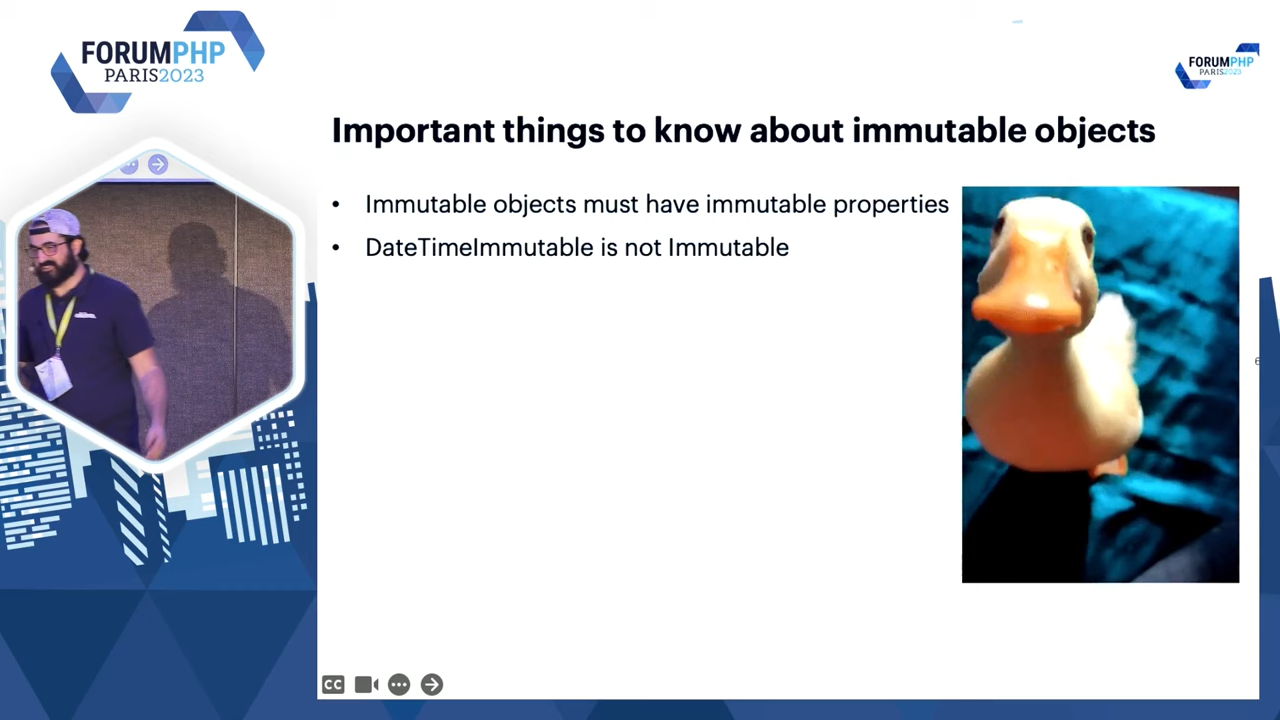 FORUMPHP
PARIS2023
FORUMPHP
PARIS2023
Important things to know about immutable objects
• Immutable objects must have immutable properties
• DateTimeImmutable is not Immutable
6
CC